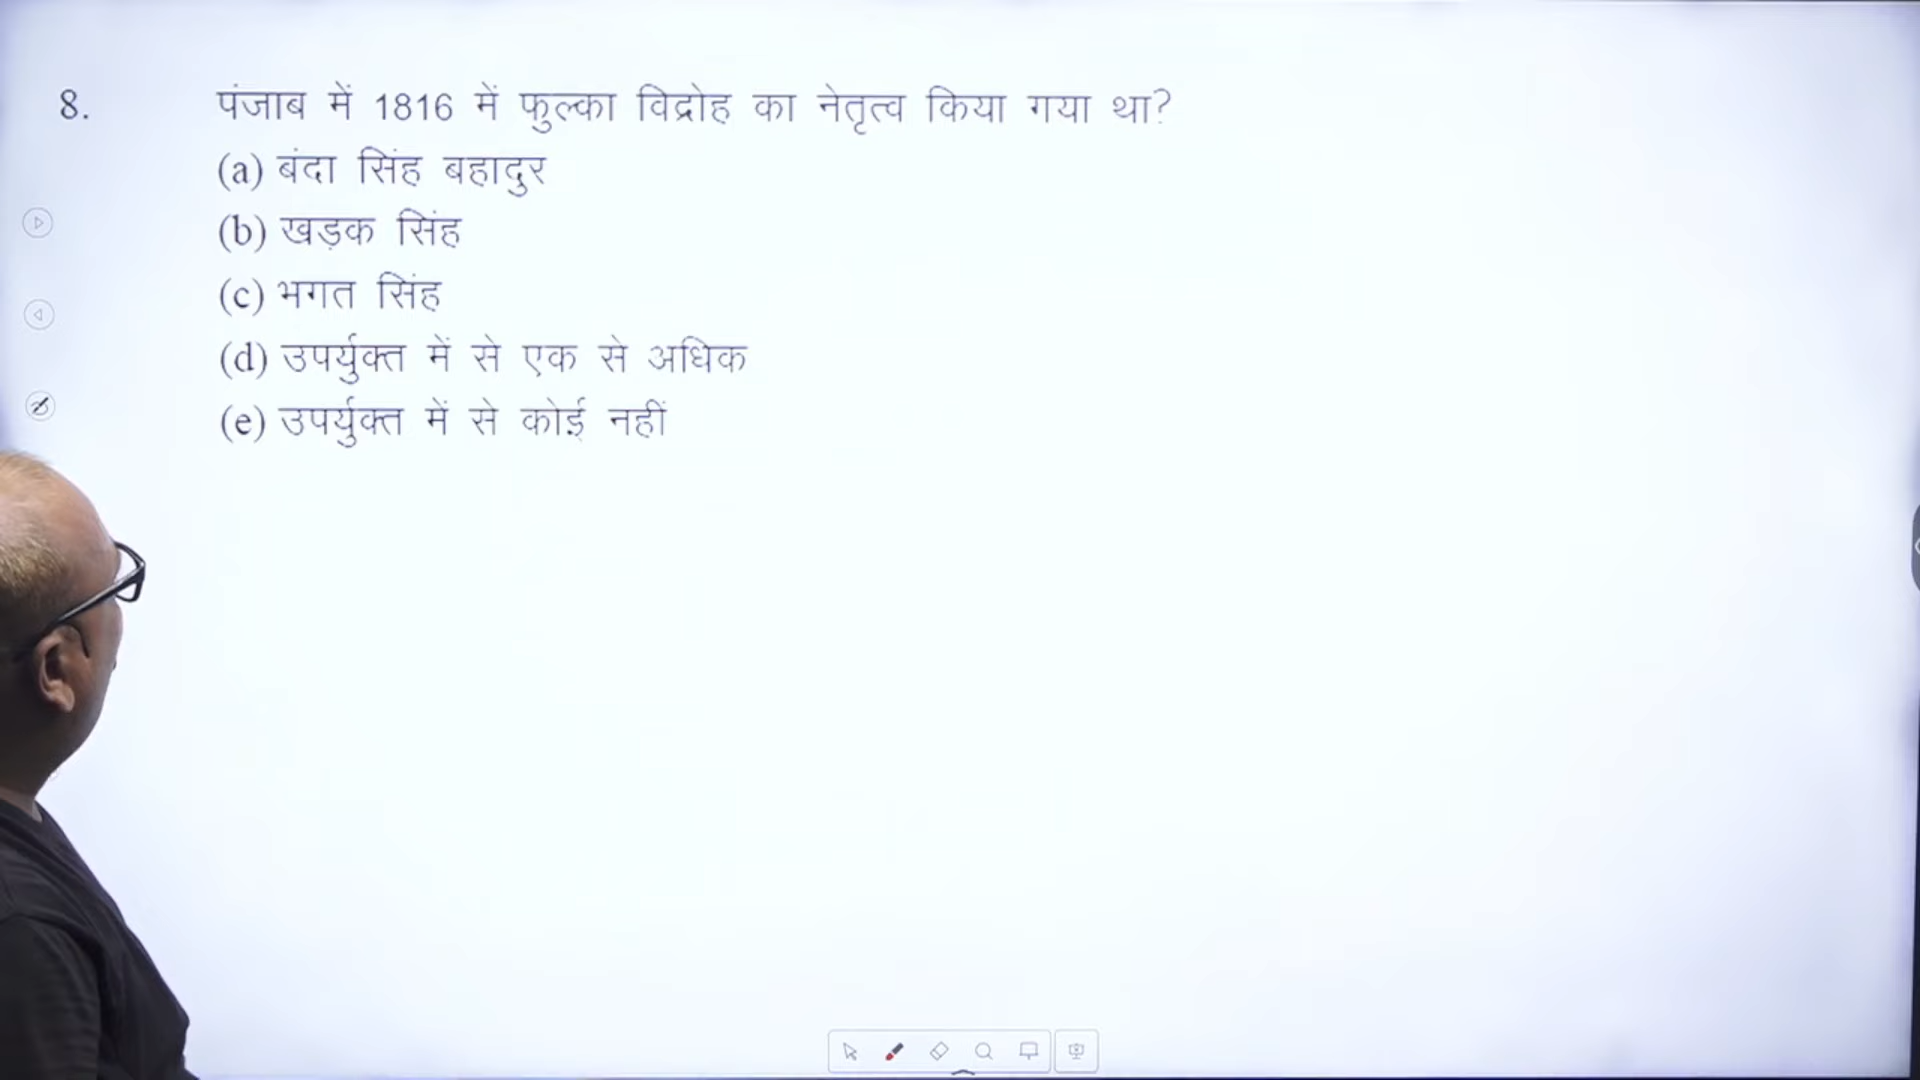 8. पंजाब में 1816 में फुल्का विद्रोह का नेतृत्व किया गया था?
(a) बंदा सिंह बहादुर
(b) खड़क सिंह
(c) भगत सिंह
(d) उपर्युक्त में से एक से अधिक
(e) उपर्युक्त में से कोई नहीं